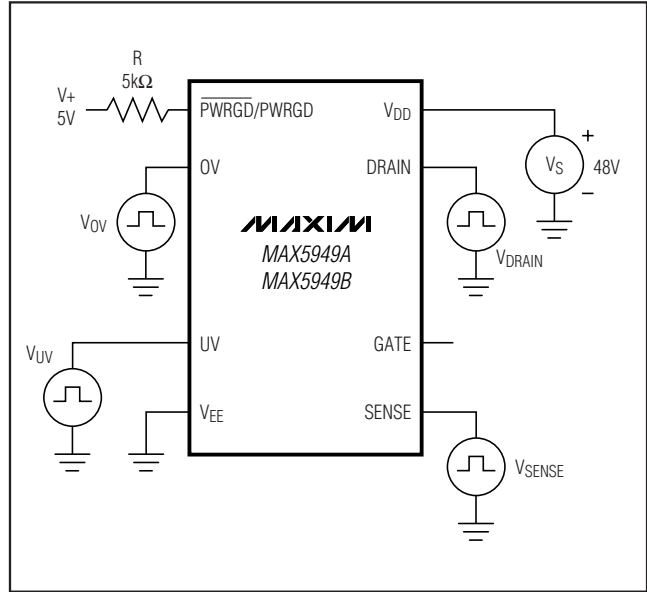 R
5kΩ
V+
5V
PWRGD/PWRGD
VDD
OV
DRAIN
VS
+
48V
−
VOV
MAXIM
MAX5949A
MAX5949B
VDRAIN
VUV
UV
GATE
VEE
SENSE
VSENSE